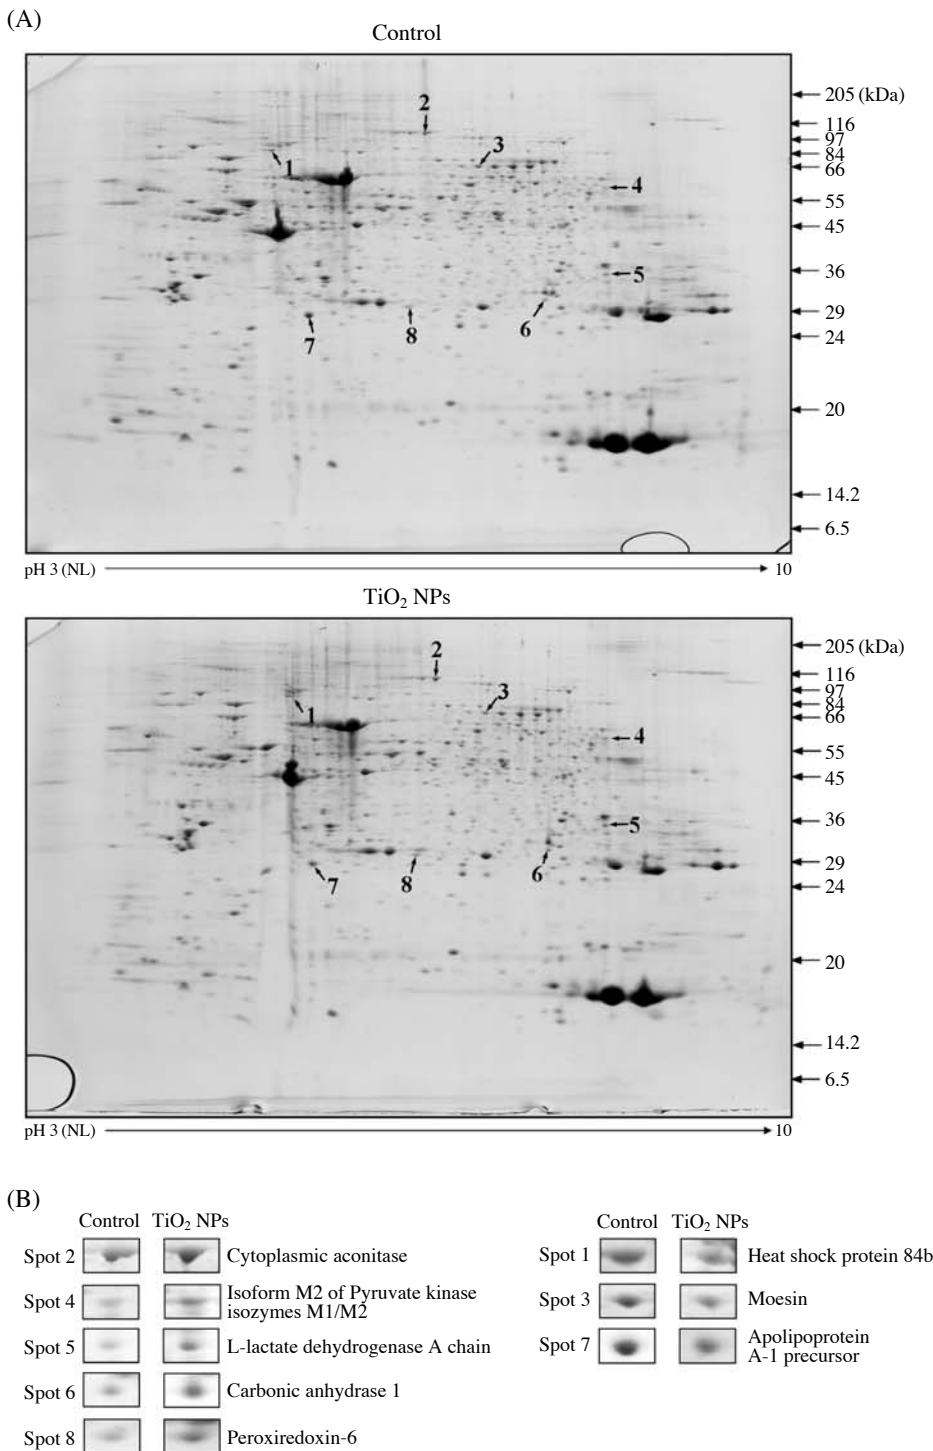 (A)
Control
205 (kDa)
116
97
84
66
55
45
36
29
24
20
14.2
6.5
1
2
3
4
5
6
7
8
pH 3 (NL)
10
TiO₂ NPs
205 (kDa)
116
97
84
66
55
45
36
29
24
20
14.2
6.5
1
2
3
4
5
6
7
8
pH 3 (NL)
10
(B)
Control TiO₂ NPs
Spot 2 Cytoplasmic aconitase
Spot 4 Isoform M2 of Pyruvate kinase
isozymes M1/M2
Spot 5 L-lactate dehydrogenase A chain
Spot 6 Carbonic anhydrase 1
Spot 8 Peroxiredoxin-6
Control TiO₂ NPs
Spot 1 Heat shock protein 84b
Spot 3 Moesin
Spot 7 Apolipoprotein
A-1 precursor